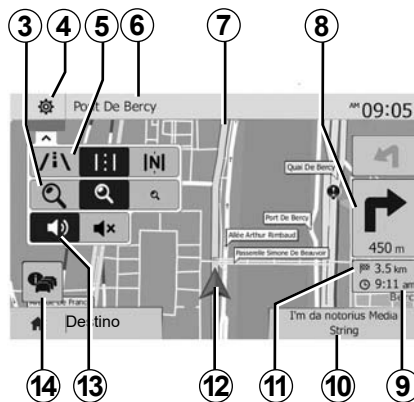 3 4 5 6 7 8
Pont De Bercy
AM 09:05
N
Quai De Bercy
Port De Bercy
Allée Arthur Rimbaud
Passerelle Simone De Beauvoir
450 m
3.5 km
9:11 am
Destino
I'm da notorius Media
String
14 13 12 11 10 9